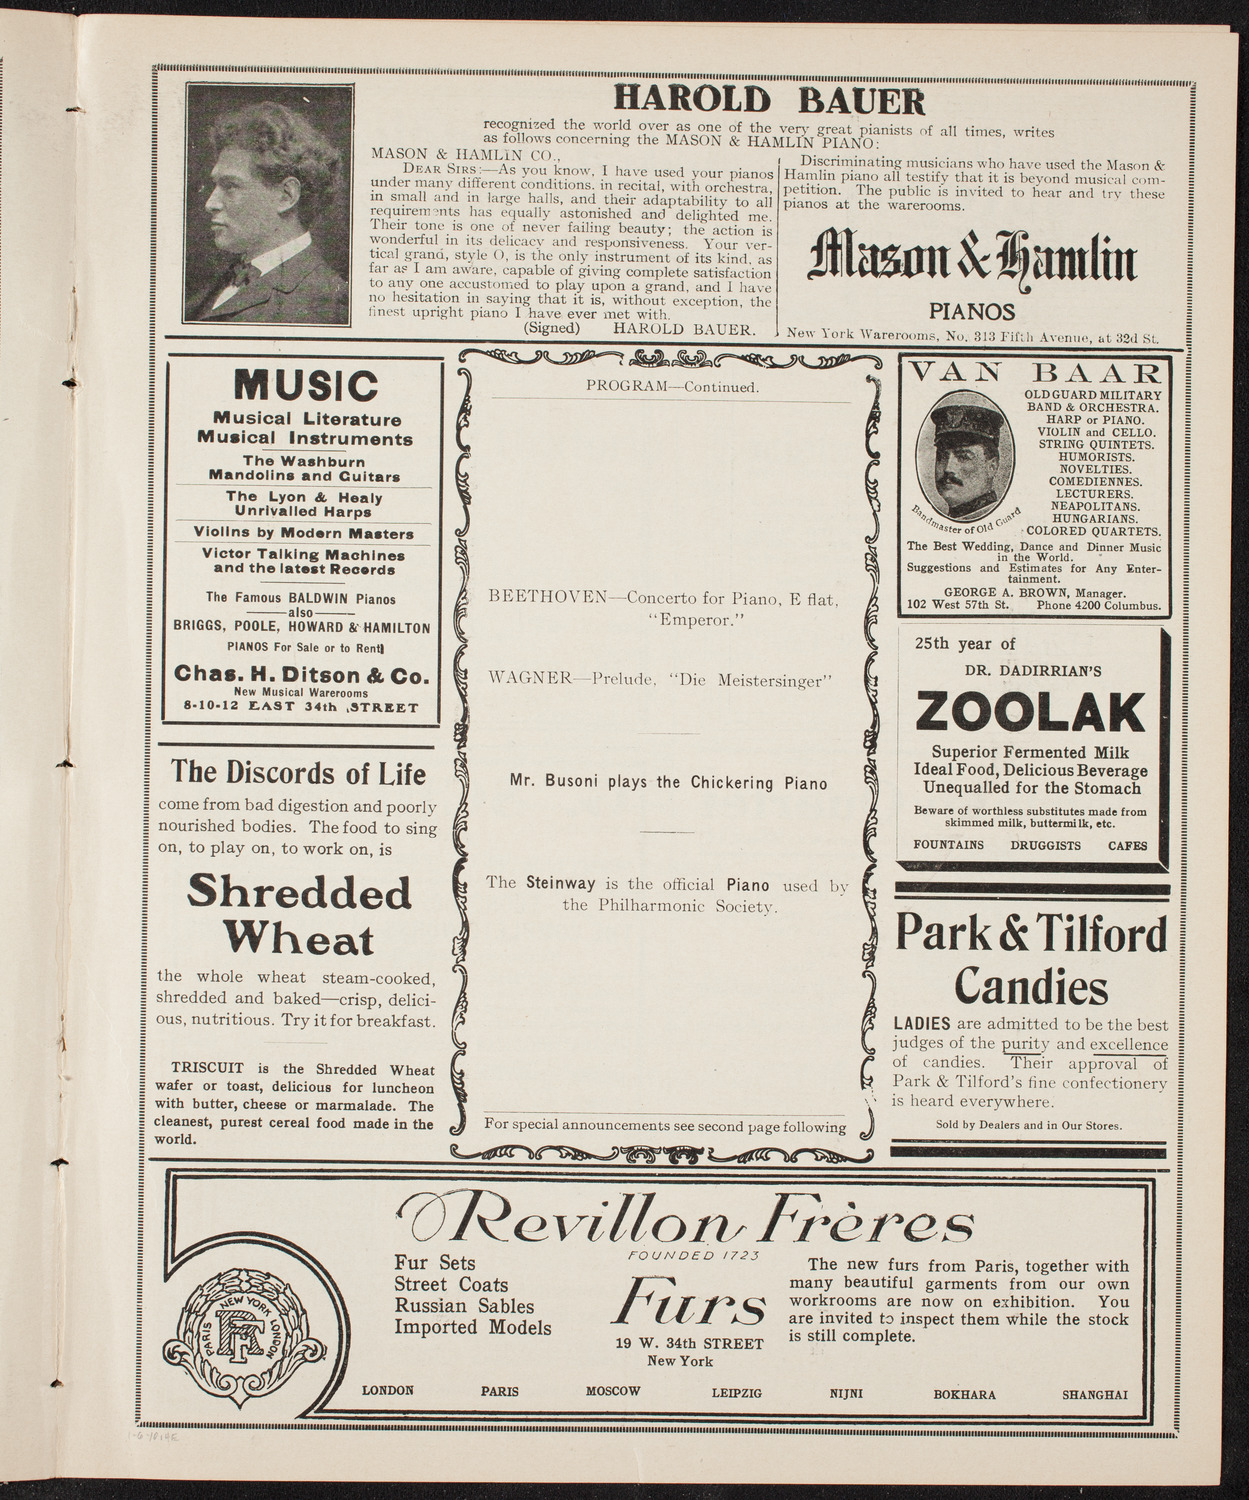 HAROLD BAUER
recognized the world over as one of the very great pianists of all times, writes
as follows concerning the MASON & HAMLIN PIANO:
MASON & HAMLIN CO.,
DEAR SIRS:—As you know, I have used your pianos
under many different conditions. in recital, with orchestra,
in small and in large halls, and their adaptability to all
requirements has equally astonished and delighted me.
Their tone is one of never failing beauty; the action is
wonderful in its delicacy and responsiveness. Your ver-
tical grand, style O, is the only instrument of its kind, as
far as I am aware, capable of giving complete satisfaction
to any one accustomed to play upon a grand, and I have
no hesitation in saying that it is, without exception, the
finest upright piano I have ever met with.
(Signed) HAROLD BAUER.
Discriminating musicians who have used the Mason &
Hamlin piano all testify that it is beyond musical com-
petition. The public is invited to hear and try these
pianos at the warerooms.
Mason & Hamlin
PIANOS
New York Warerooms, No. 313 Fifth Avenue, at 32d St.
MUSIC
Musical Literature
Musical Instruments
The Washburn
Mandolins and Guitars
The Lyon & Healy
Unrivalled Harps
Violins by Modern Masters
Victor Talking Machines
and the latest Records
The Famous BALDWIN Pianos
also
BRIGGS, POOLE, HOWARD & HAMILTON
PIANOS For Sale or to Rent
Chas. H. Ditson & Co.
New Musical Warerooms
8-10-12 EAST 34th STREET
The Discords of Life
come from bad digestion and poorly
nourished bodies. The food to sing
on, to play on, to work on, is
Shredded
Wheat
the whole wheat steam-cooked,
shredded and baked—crisp, delici-
ous, nutritious. Try it for breakfast.
TRISCUIT is the Shredded Wheat
wafer or toast, delicious for luncheon
with butter, cheese or marmalade. The
cleanest, purest cereal food made in the
world.
PROGRAM—Continued.
BEETHOVEN—Concerto for Piano, E flat,
"Emperor."
WAGNER—Prelude, "Die Meistersinger"
Mr. Busoni plays the Chickering Piano
The Steinway is the official Piano used by
the Philharmonic Society.
For special announcements see second page following
VAN BAAR
OLD GUARD MILITARY
BAND & ORCHESTRA.
HARP or PIANO.
VIOLIN and CELLO.
STRING QUINTETS.
HUMORISTS.
NOVELTIES.
COMEDIENNES.
LECTURERS.
NEAPOLITANS.
HUNGARIANS.
COLORED QUARTETS.
Bandmaster of Old Guard
The Best Wedding, Dance and Dinner Music
in the World.
Suggestions and Estimates for Any Enter-
tainment.
GEORGE A. BROWN, Manager.
102 West 57th St. Phone 4200 Columbus.
25th year of
DR. DADIRRIAN'S
ZOOLAK
Superior Fermented Milk
Ideal Food, Delicious Beverage
Unequalled for the Stomach
Beware of worthless substitutes made from
skimmed milk, buttermilk, etc.
FOUNTAINS DRUGGISTS CAFES
Park & Tilford
Candies
LADIES are admitted to be the best
judges of the purity and excellence
of candies. Their approval of
Park & Tilford's fine confectionery
is heard everywhere.
Sold by Dealers and in Our Stores.
Revillon Frères
FOUNDED 1723
Fur Sets
Street Coats
Russian Sables
Imported Models
Furs
19 W. 34th STREET
New York
The new furs from Paris, together with
many beautiful garments from our own
workrooms are now on exhibition. You
are invited to inspect them while the stock
is still complete.
PARIS NEW YORK LONDON
RF
LONDON PARIS MOSCOW LEIPZIG NIJNI BOKHARA SHANGHAI